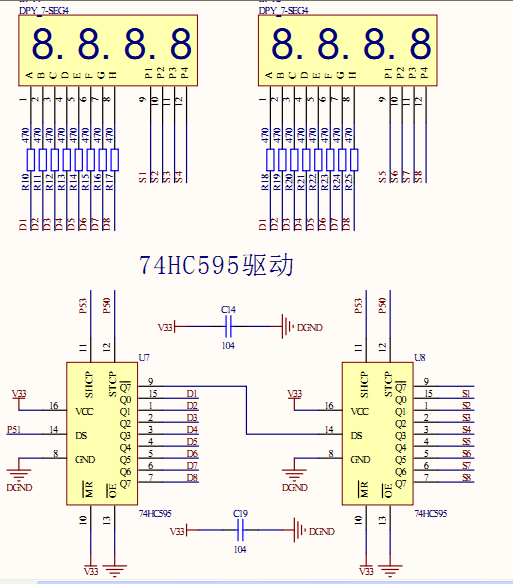 DPY_7-SEG4 DPY_7-SEG4
8.8.8.8 8.8.8.8
A B C D E F G H P1 P2 P3 P4 A B C D E F G H P1 P2 P3 P4
1 2 3 4 5 6 7 8 9 10 11 12 1 2 3 4 5 6 7 8 9 10 11 12
470 470 470 470 470 470 470 470 470 470 470 470 470 470 470 470
R10 R11 R12 R13 R14 R15 R16 R17 S1 S2 S3 S4 R18 R19 R20 R21 R22 R23 R24 R25 S5 S6 S7 S8
D1 D2 D3 D4 D5 D6 D7 D8 D1 D2 D3 D4 D5 D6 D7 D8
74HC595驱动
P53 P50 C14 P53 P50
V33 DGND
104
11 12 U7 11 12 U8
SHCP STCP Q7 9 SHCP STCP Q7 9
V33 Q0 15 D1 V33 Q0 15 S1
16 VCC Q1 1 D2 16 VCC Q1 1 S2
Q2 2 D3 Q2 2 S3
P51 14 DS Q3 3 D4 14 DS Q3 3 S4
Q4 4 D5 Q4 4 S5
8 GND Q5 5 D6 8 GND Q5 5 S6
Q6 6 D7 Q6 6 S7
DGND MR OE Q7 7 D8 DGND MR OE Q7 7 S8
74HC595 C19 74HC595
10 13 V33 DGND 10 13
104
V33 V33